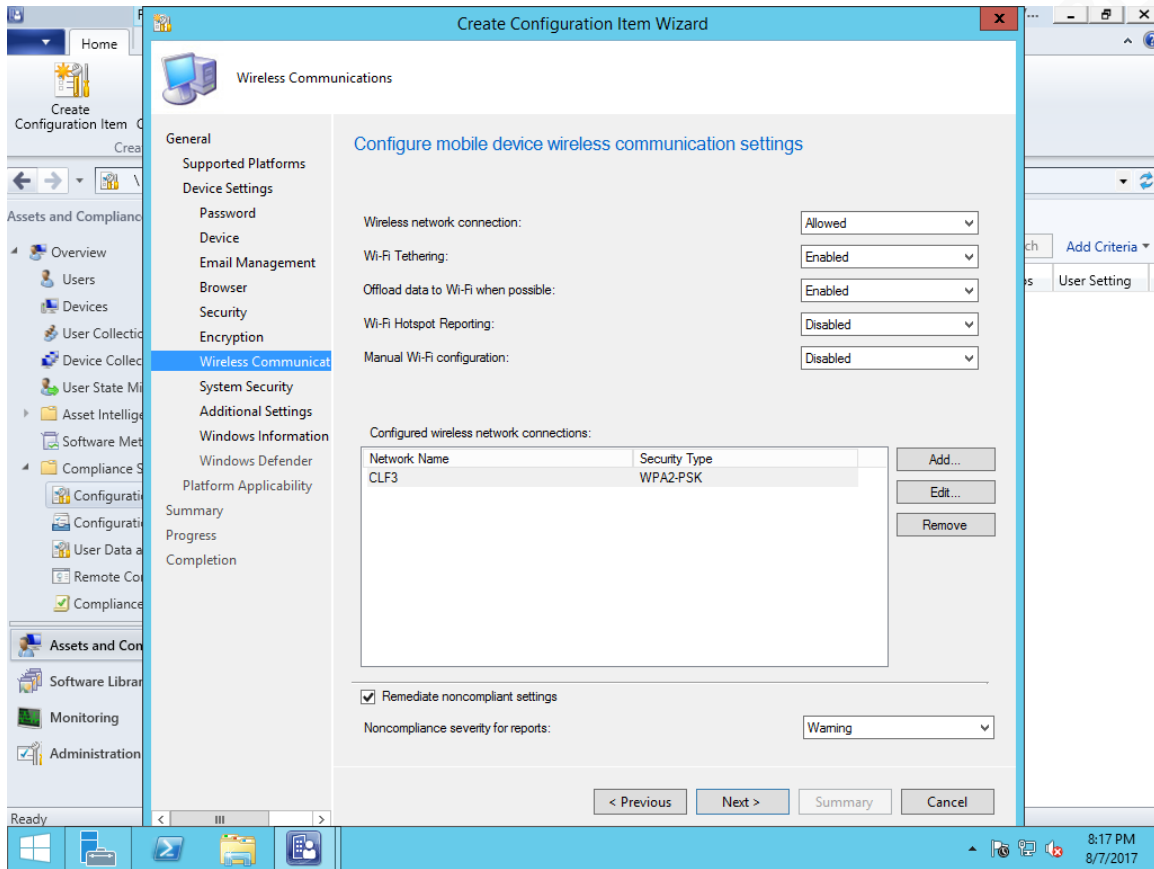 Create Configuration Item Wizard
Home
Create
Configuration Item
Crea
Wireless Communications
Assets and Complianc
Overview
Users
Devices
User Collectio
Device Collec
User State Mi
Asset Intellige
Software Met
Compliance S
Configurati
Configurati
User Data a
Remote Co
Compliance
Assets and Con
Software Librar
Monitoring
Administration
Ready
General
Supported Platforms
Device Settings
Password
Device
Email Management
Browser
Security
Encryption
Wireless Communicat
System Security
Additional Settings
Windows Information
Windows Defender
Platform Applicability
Summary
Progress
Completion
Configure mobile device wireless communication settings
Wireless network connection: Allowed
Wi-Fi Tethering: Enabled
Offload data to Wi-Fi when possible: Enabled
Wi-Fi Hotspot Reporting: Disabled
Manual Wi-Fi configuration: Disabled
Configured wireless network connections:
Network Name Security Type
CLF3 WPA2-PSK
Add...
Edit...
Remove
Remediate noncompliant settings
Noncompliance severity for reports: Warning
< Previous Next > Summary Cancel
ch Add Criteria
User Setting
8:17 PM
8/7/2017